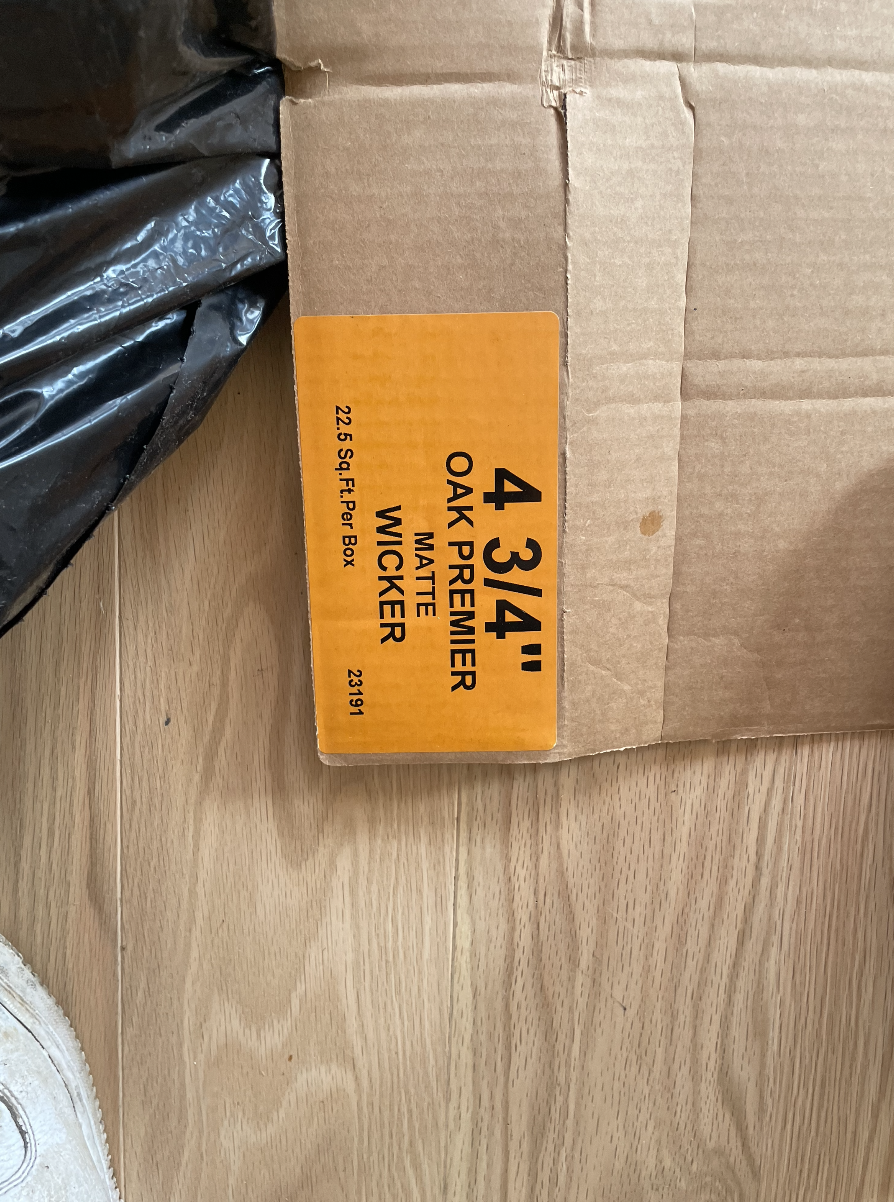 4 3/4"
OAK PREMIER
MATTE
WICKER
22.5 Sq.Ft.Per Box 23191